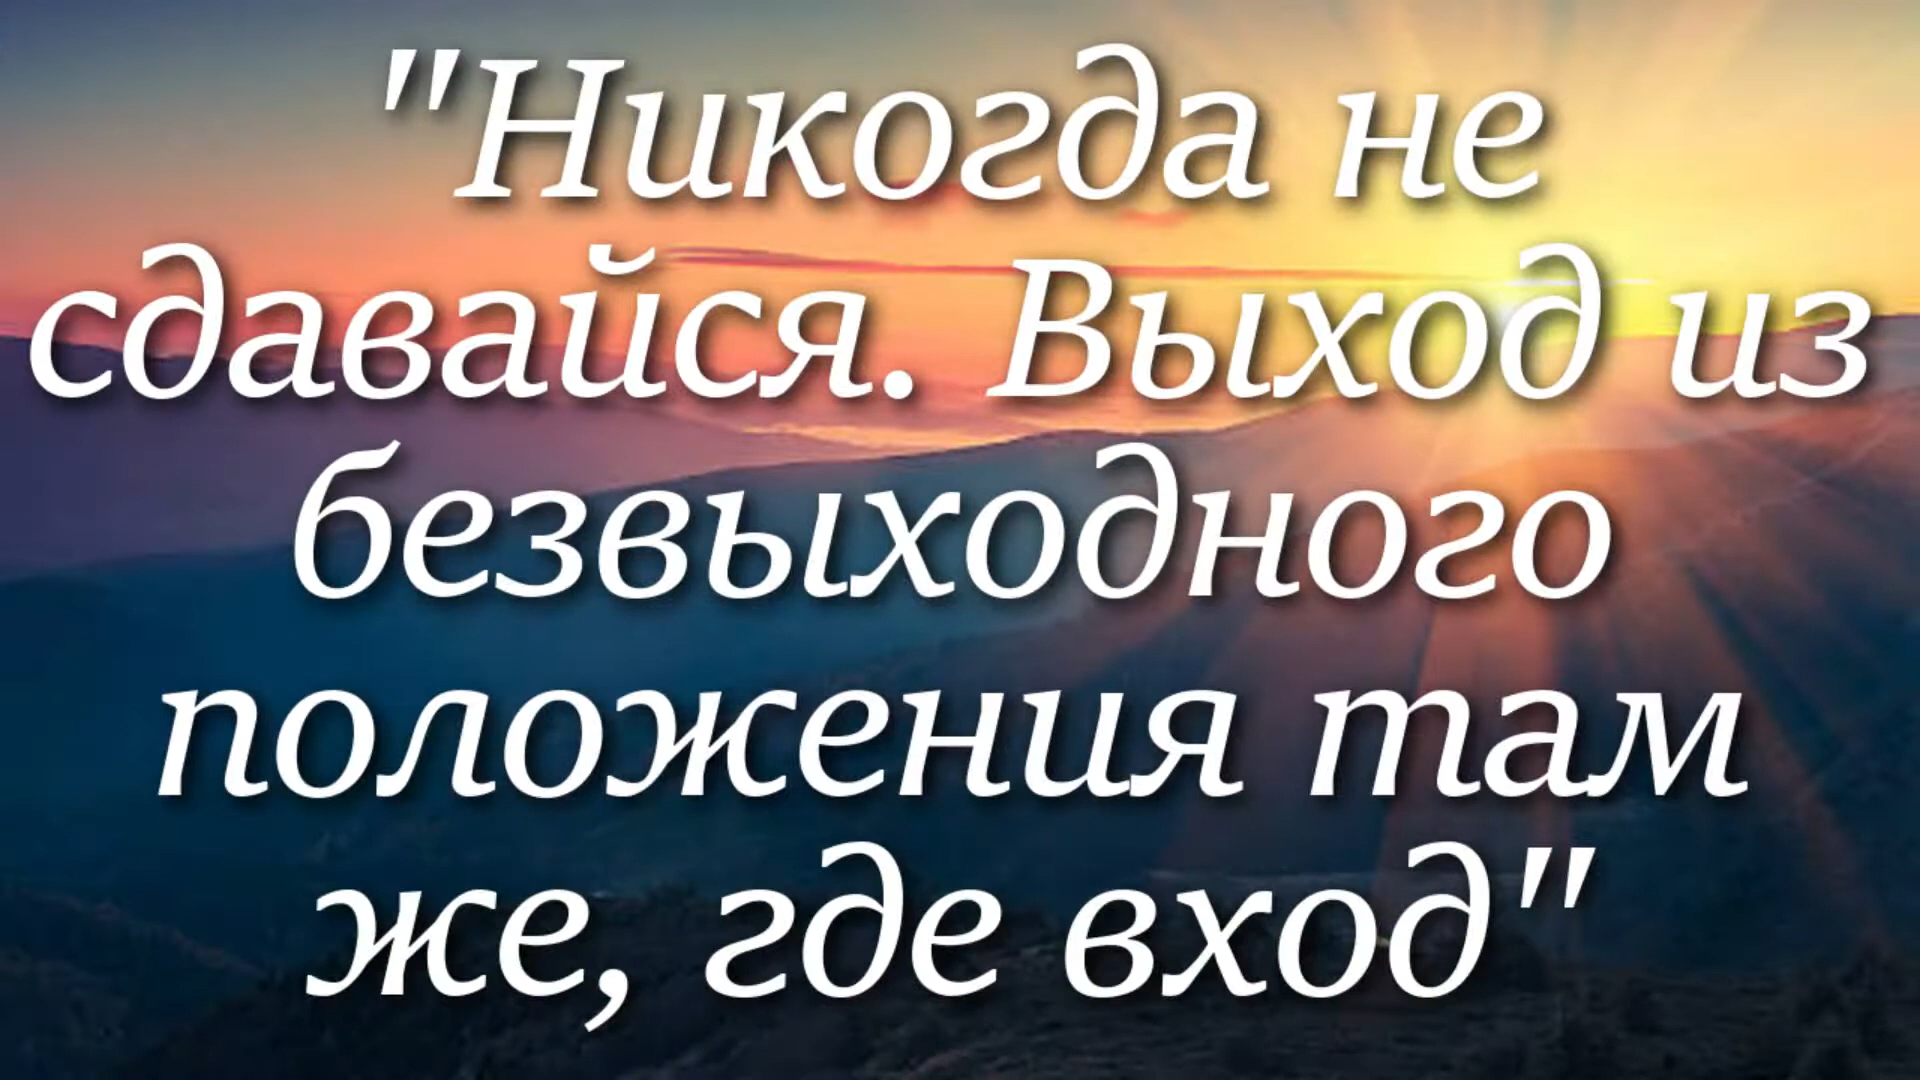 "Никогда не
сдавайся. Выход из
безвыходного
положения там
же, где вход"